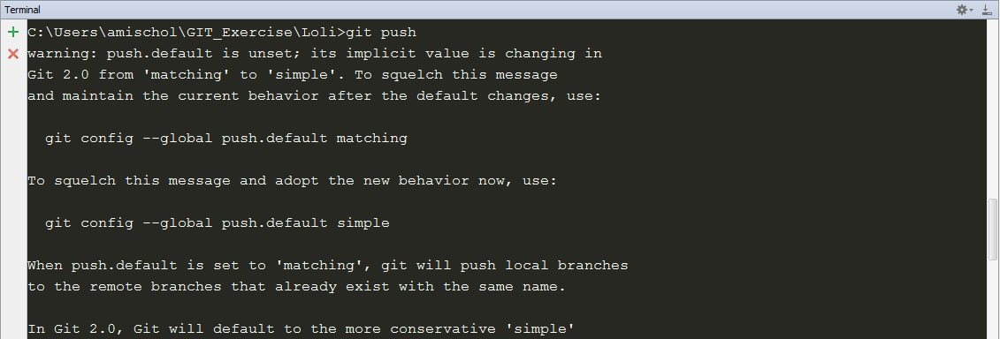 Terminal
C:\Users\amischol\GIT_Exercise\Loli>git push
warning: push.default is unset; its implicit value is changing in
Git 2.0 from 'matching' to 'simple'. To squelch this message
and maintain the current behavior after the default changes, use:
git config --global push.default matching
To squelch this message and adopt the new behavior now, use:
git config --global push.default simple
When push.default is set to 'matching', git will push local branches
to the remote branches that already exist with the same name.
In Git 2.0, Git will default to the more conservative 'simple'